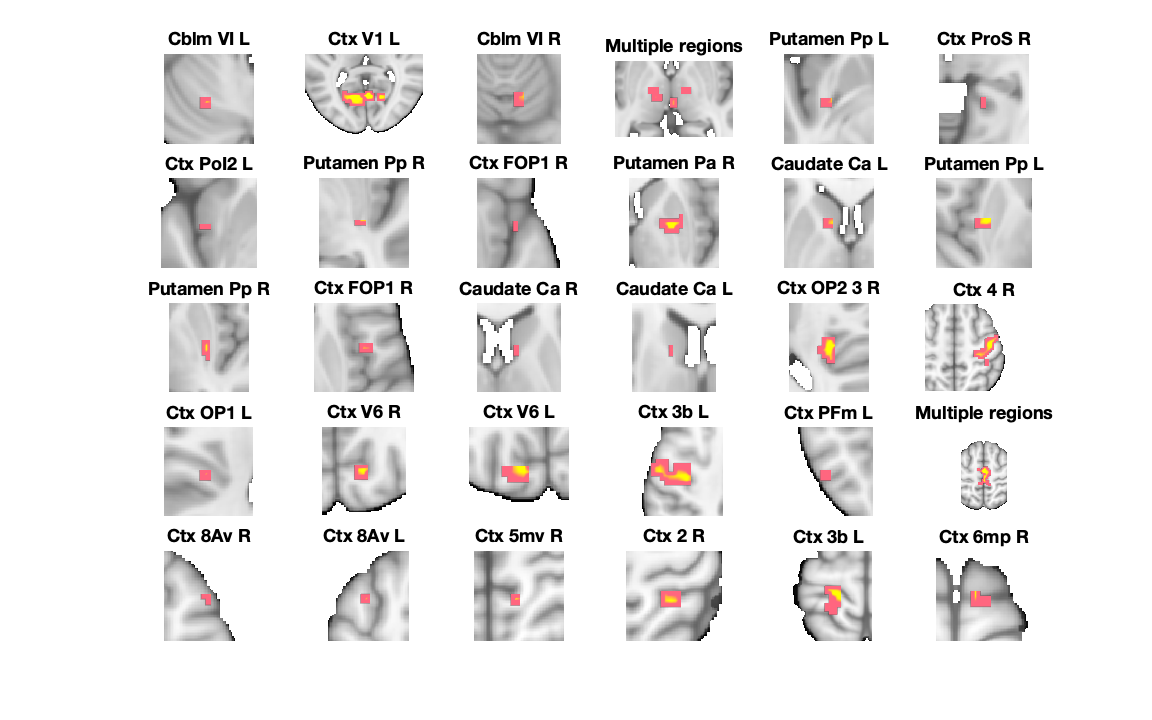 Cblm VI L
Ctx V1 L
Cblm VI R
Multiple regions
Putamen Pp L
Ctx ProS R
Ctx PoI2 L
Putamen Pp R
Ctx FOP1 R
Putamen Pa R
Caudate Ca L
Putamen Pp L
Putamen Pp R
Ctx FOP1 R
Caudate Ca R
Caudate Ca L
Ctx OP2 3 R
Ctx 4 R
Ctx OP1 L
Ctx V6 R
Ctx V6 L
Ctx 3b L
Ctx PFm L
Multiple regions
Ctx 8Av R
Ctx 8Av L
Ctx 5mv R
Ctx 2 R
Ctx 3b L
Ctx 6mp R